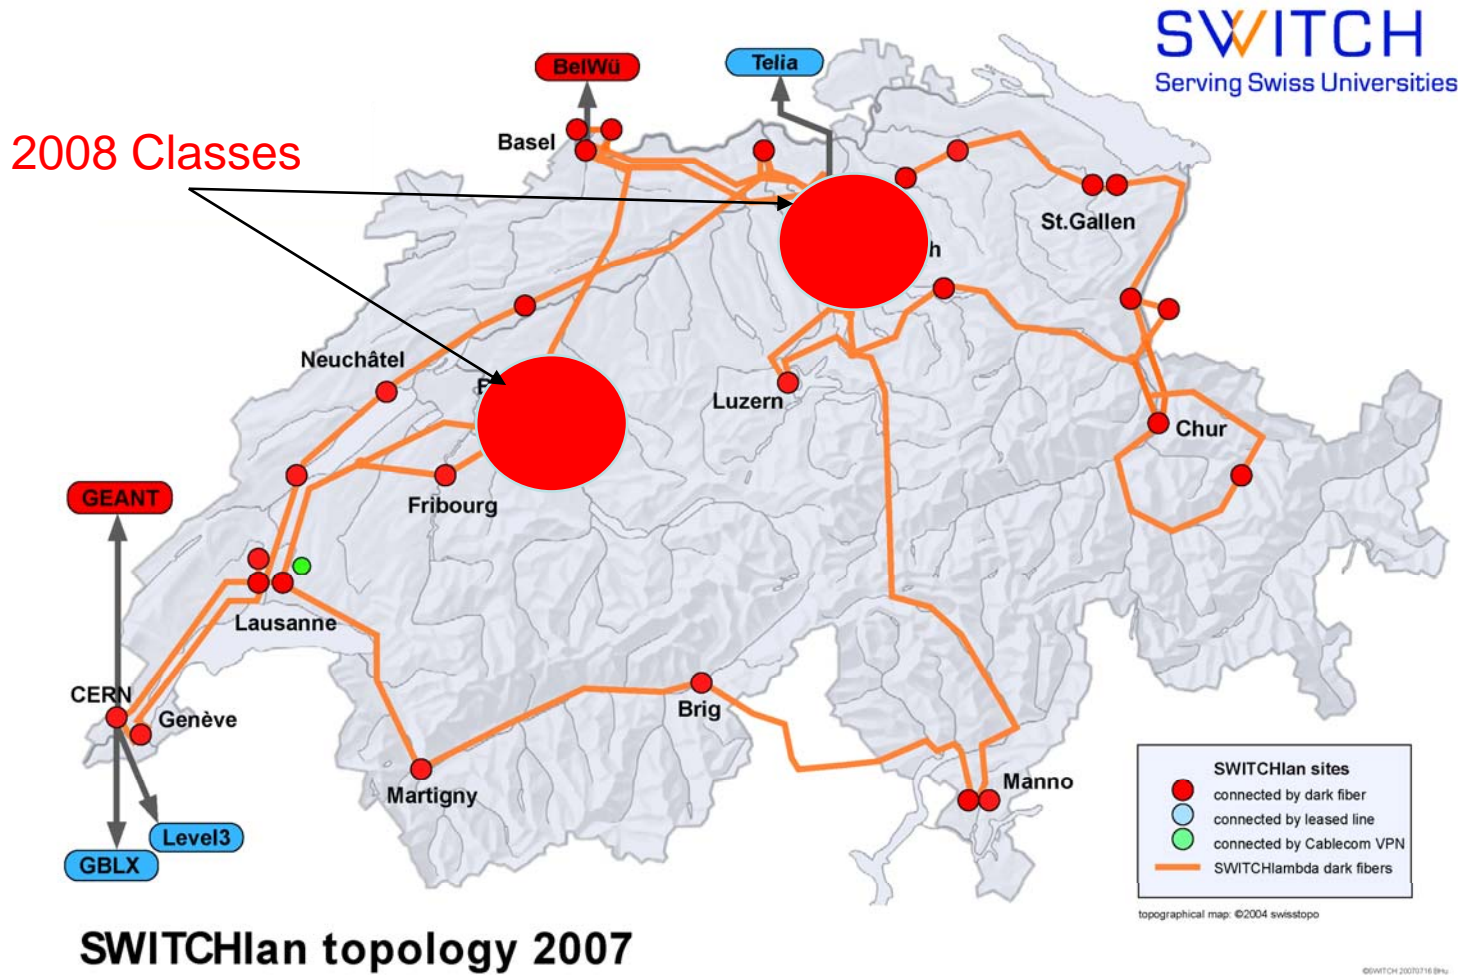 SWITCH
Serving Swiss Universities
BelWü
Telia
2008 Classes
Basel
St.Gallen
h
Neuchâtel
Luzern
Chur
GEANT
Fribourg
Lausanne
CERN
Genève
Brig
Martigny
Manno
Level3
GBLX
SWITCHlan sites
connected by dark fiber
connected by leased line
connected by Cablecom VPN
SWITCHlambda dark fibers
topographical map: ©2004 swisstopo
SWITCHlan topology 2007
©SWITCH 20070716